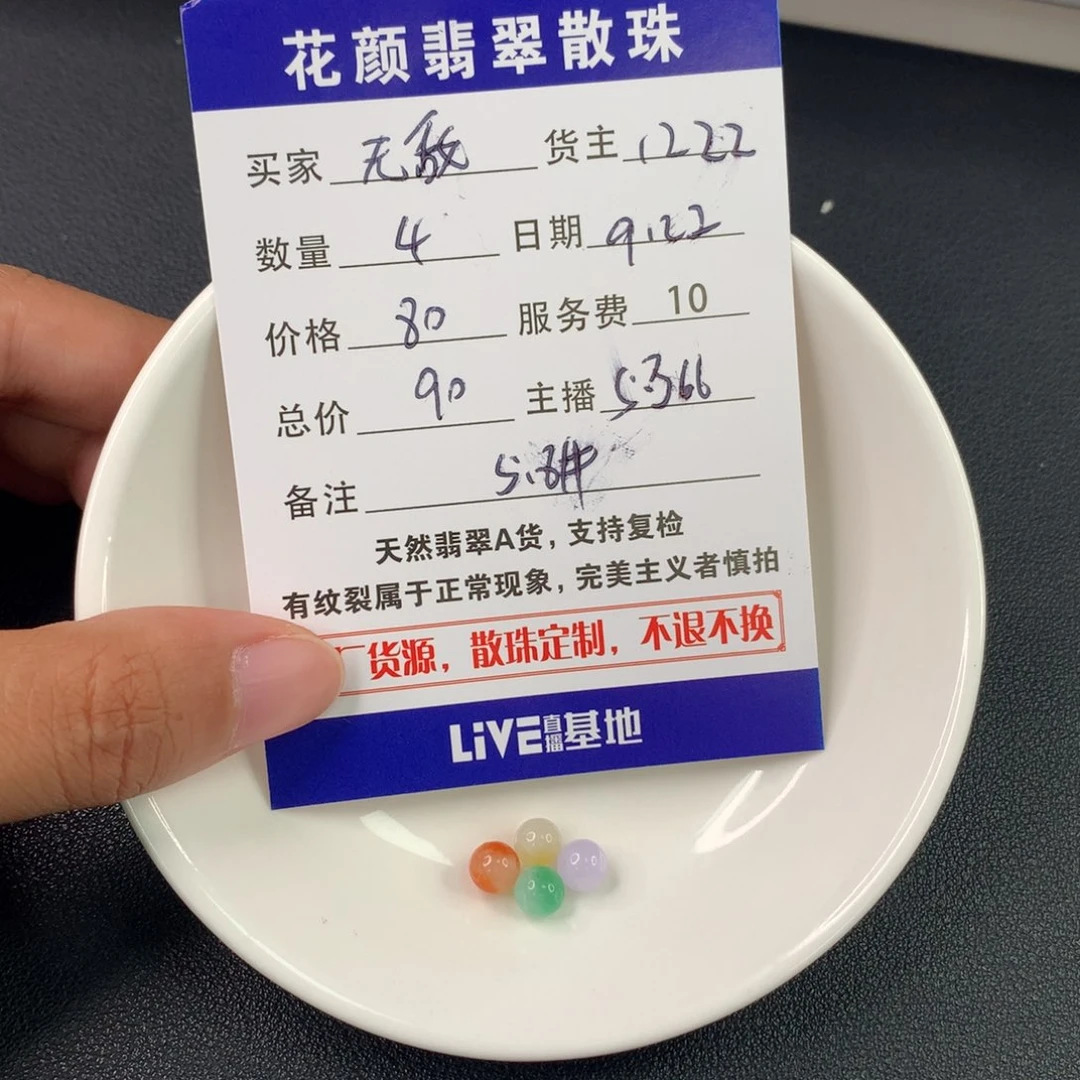 花颜翡翠散珠
买家 无敌 货主 1222
数量 4 日期 9.22
价格 80 服务费 10
总价 90 主播
备注
天然翡翠A货，支持复检
有纹裂属于正常现象，完美主义者慎拍
货源，散珠定制，不退不换
LiVE直播基地